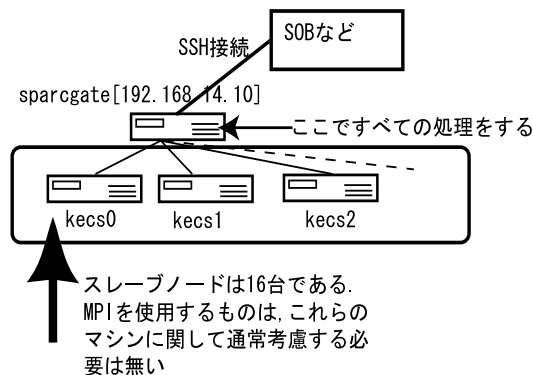 SOBなど
SSH接続
sparcgate[192.168.14.10]
ここですべての処理をする
kecs0
kecs1
kecs2
スレーブノードは16台である.
MPIを使用するものは,これらの
マシンに関して通常考慮する必
要は無い